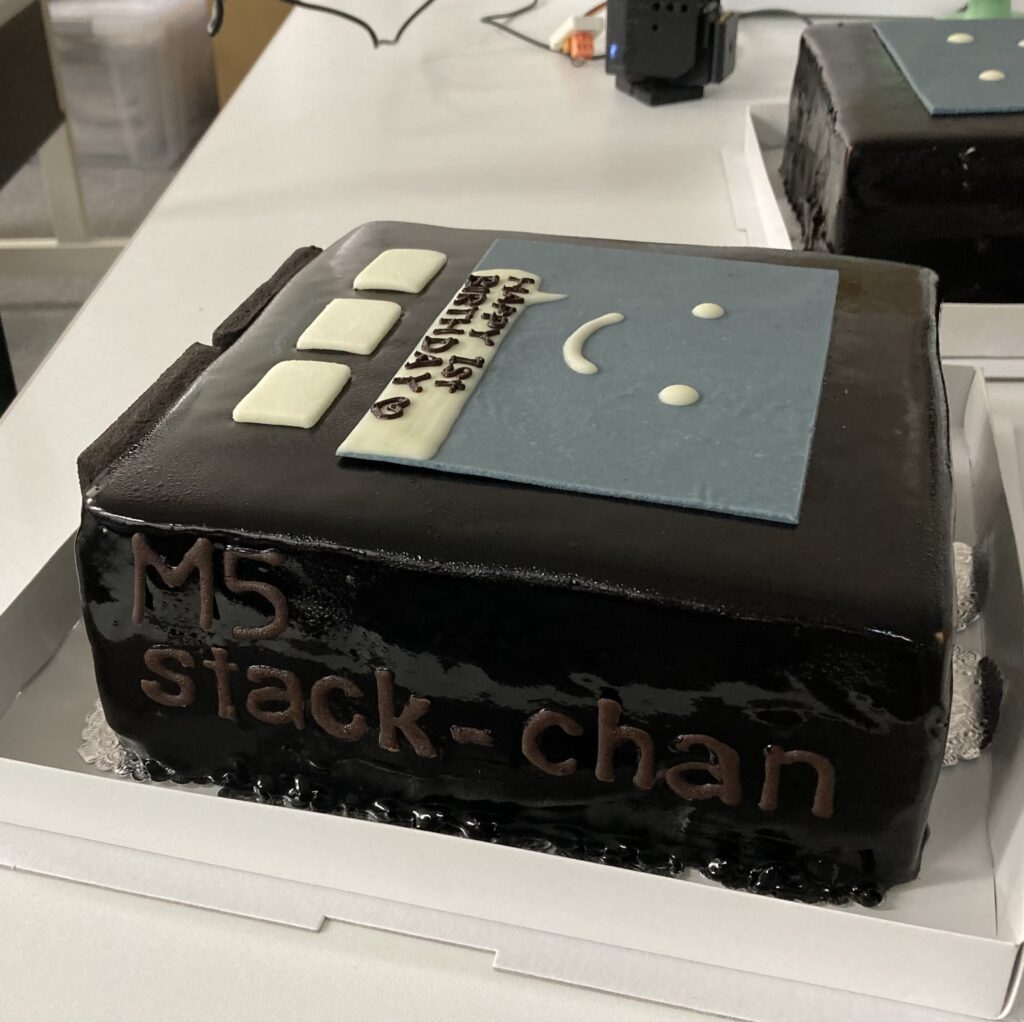 HAPPY 1st
BIRTHDAY
M5
stack-chan